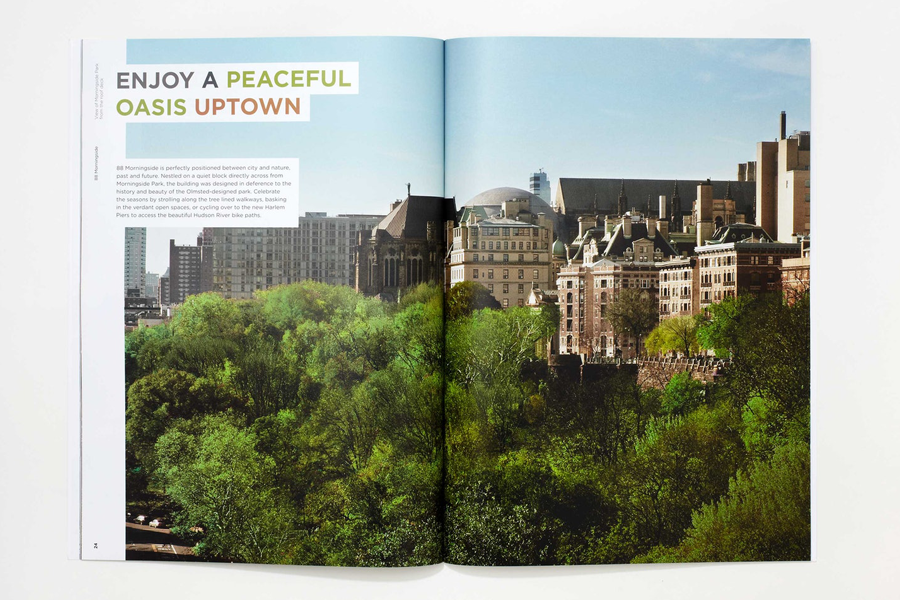 ENJOY A PEACEFUL
OASIS UPTOWN
88 Morningside is perfectly positioned between city and nature,
past and future. Nestled on a quiet block directly across from
Morningside Park, the building was designed in deference to the
history and beauty of the Olmsted-designed park. Celebrate
the seasons by strolling along the tree lined walkways, basking
in the verdant open spaces, or cycling over to the new Harlem
Piers to access the beautiful Hudson River bike paths.
View of Morningside Park
from the roof deck
88 Morningside
24